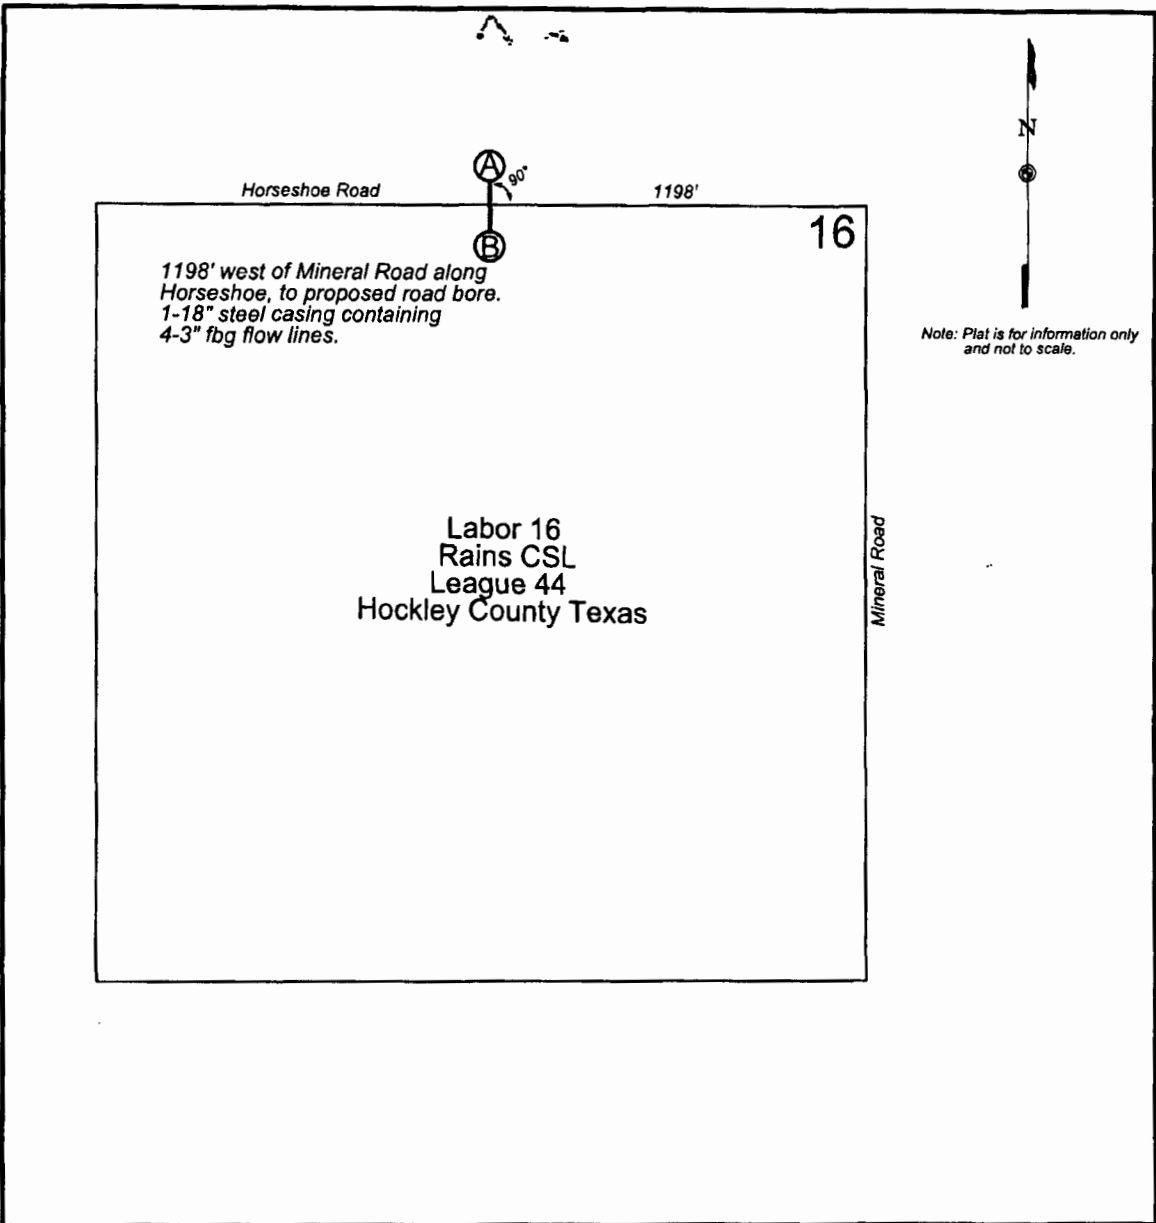 N
A
90°
Horseshoe Road
1198'
16
B
1198' west of Mineral Road along
Horseshoe, to proposed road bore.
1-18" steel casing containing
4-3" fbg flow lines.
Note: Plat is for information only
and not to scale.
Labor 16
Rains CSL
League 44
Hockley County Texas
Mineral Road